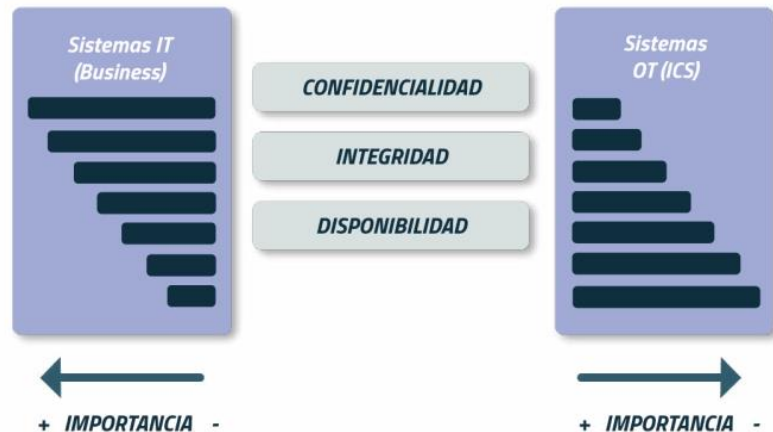 Sistemas IT
(Business)
CONFIDENCIALIDAD
INTEGRIDAD
DISPONIBILIDAD
Sistemas
OT (ICS)
+ IMPORTANCIA -
+ IMPORTANCIA -